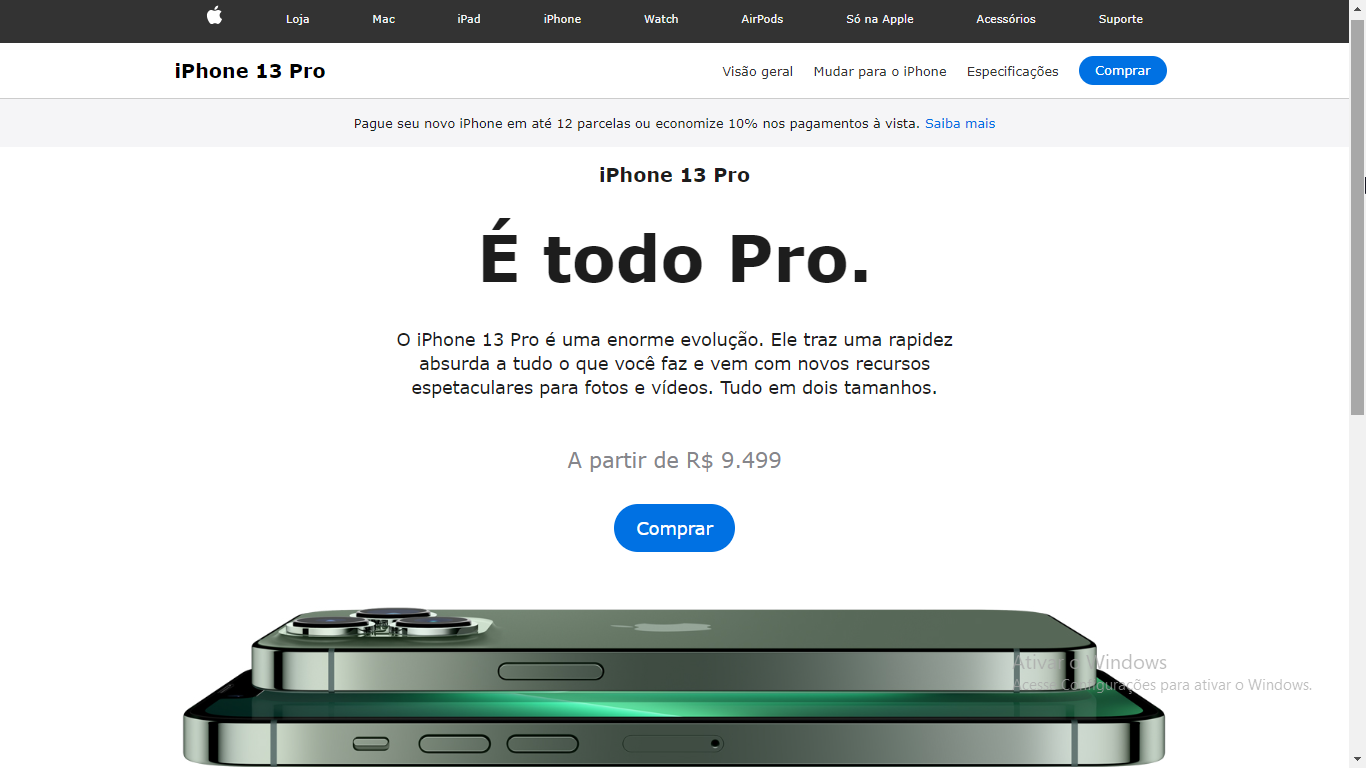 Loja Mac iPad iPhone Watch AirPods Só na Apple Acessórios Suporte
iPhone 13 Pro Visão geral Mudar para o iPhone Especificações Comprar
Pague seu novo iPhone em até 12 parcelas ou economize 10% nos pagamentos à vista. Saiba mais
iPhone 13 Pro
É todo Pro.
O iPhone 13 Pro é uma enorme evolução. Ele traz uma rapidez
absurda a tudo o que você faz e vem com novos recursos
espetaculares para fotos e vídeos. Tudo em dois tamanhos.
A partir de R$ 9.499
Comprar
Ativar o Windows
Acesse Configurações para ativar o Windows.